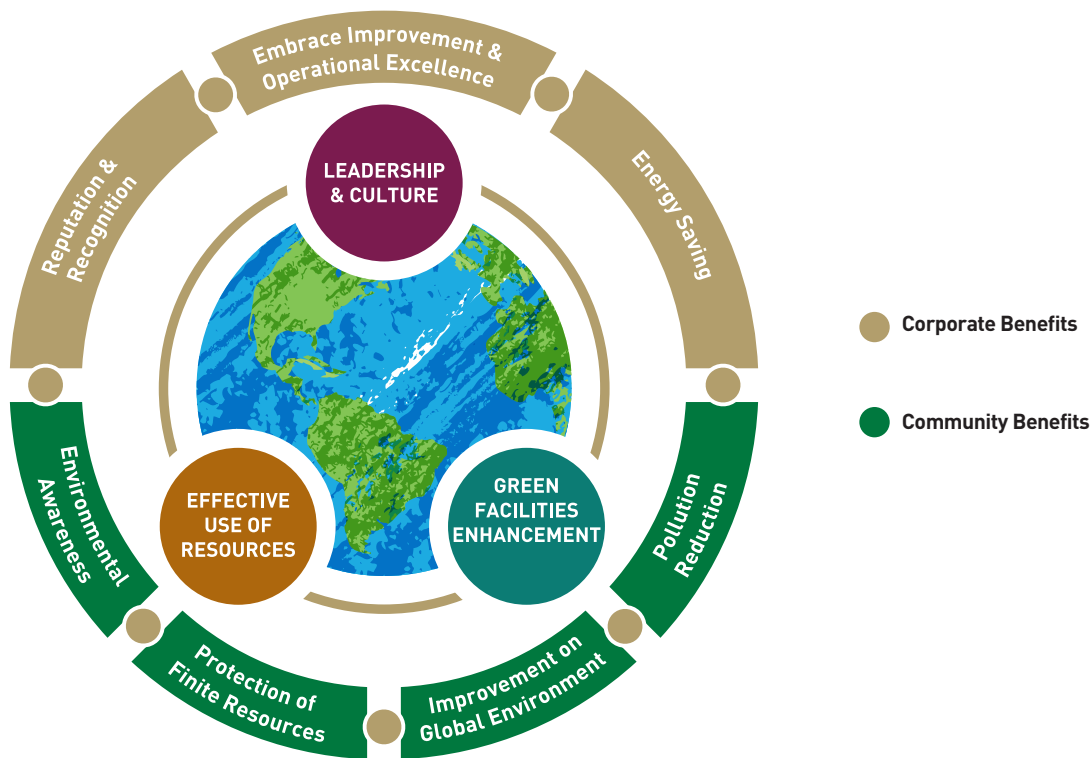 Embrace Improvement &
Operational Excellence
Reputation &
Recognition
Energy Saving
LEADERSHIP
& CULTURE
Corporate Benefits
Community Benefits
EFFECTIVE
USE OF
RESOURCES
GREEN
FACILITIES
ENHANCEMENT
Environmental
Awareness
Pollution
Reduction
Protection of
Finite Resources
Improvement on
Global Environment